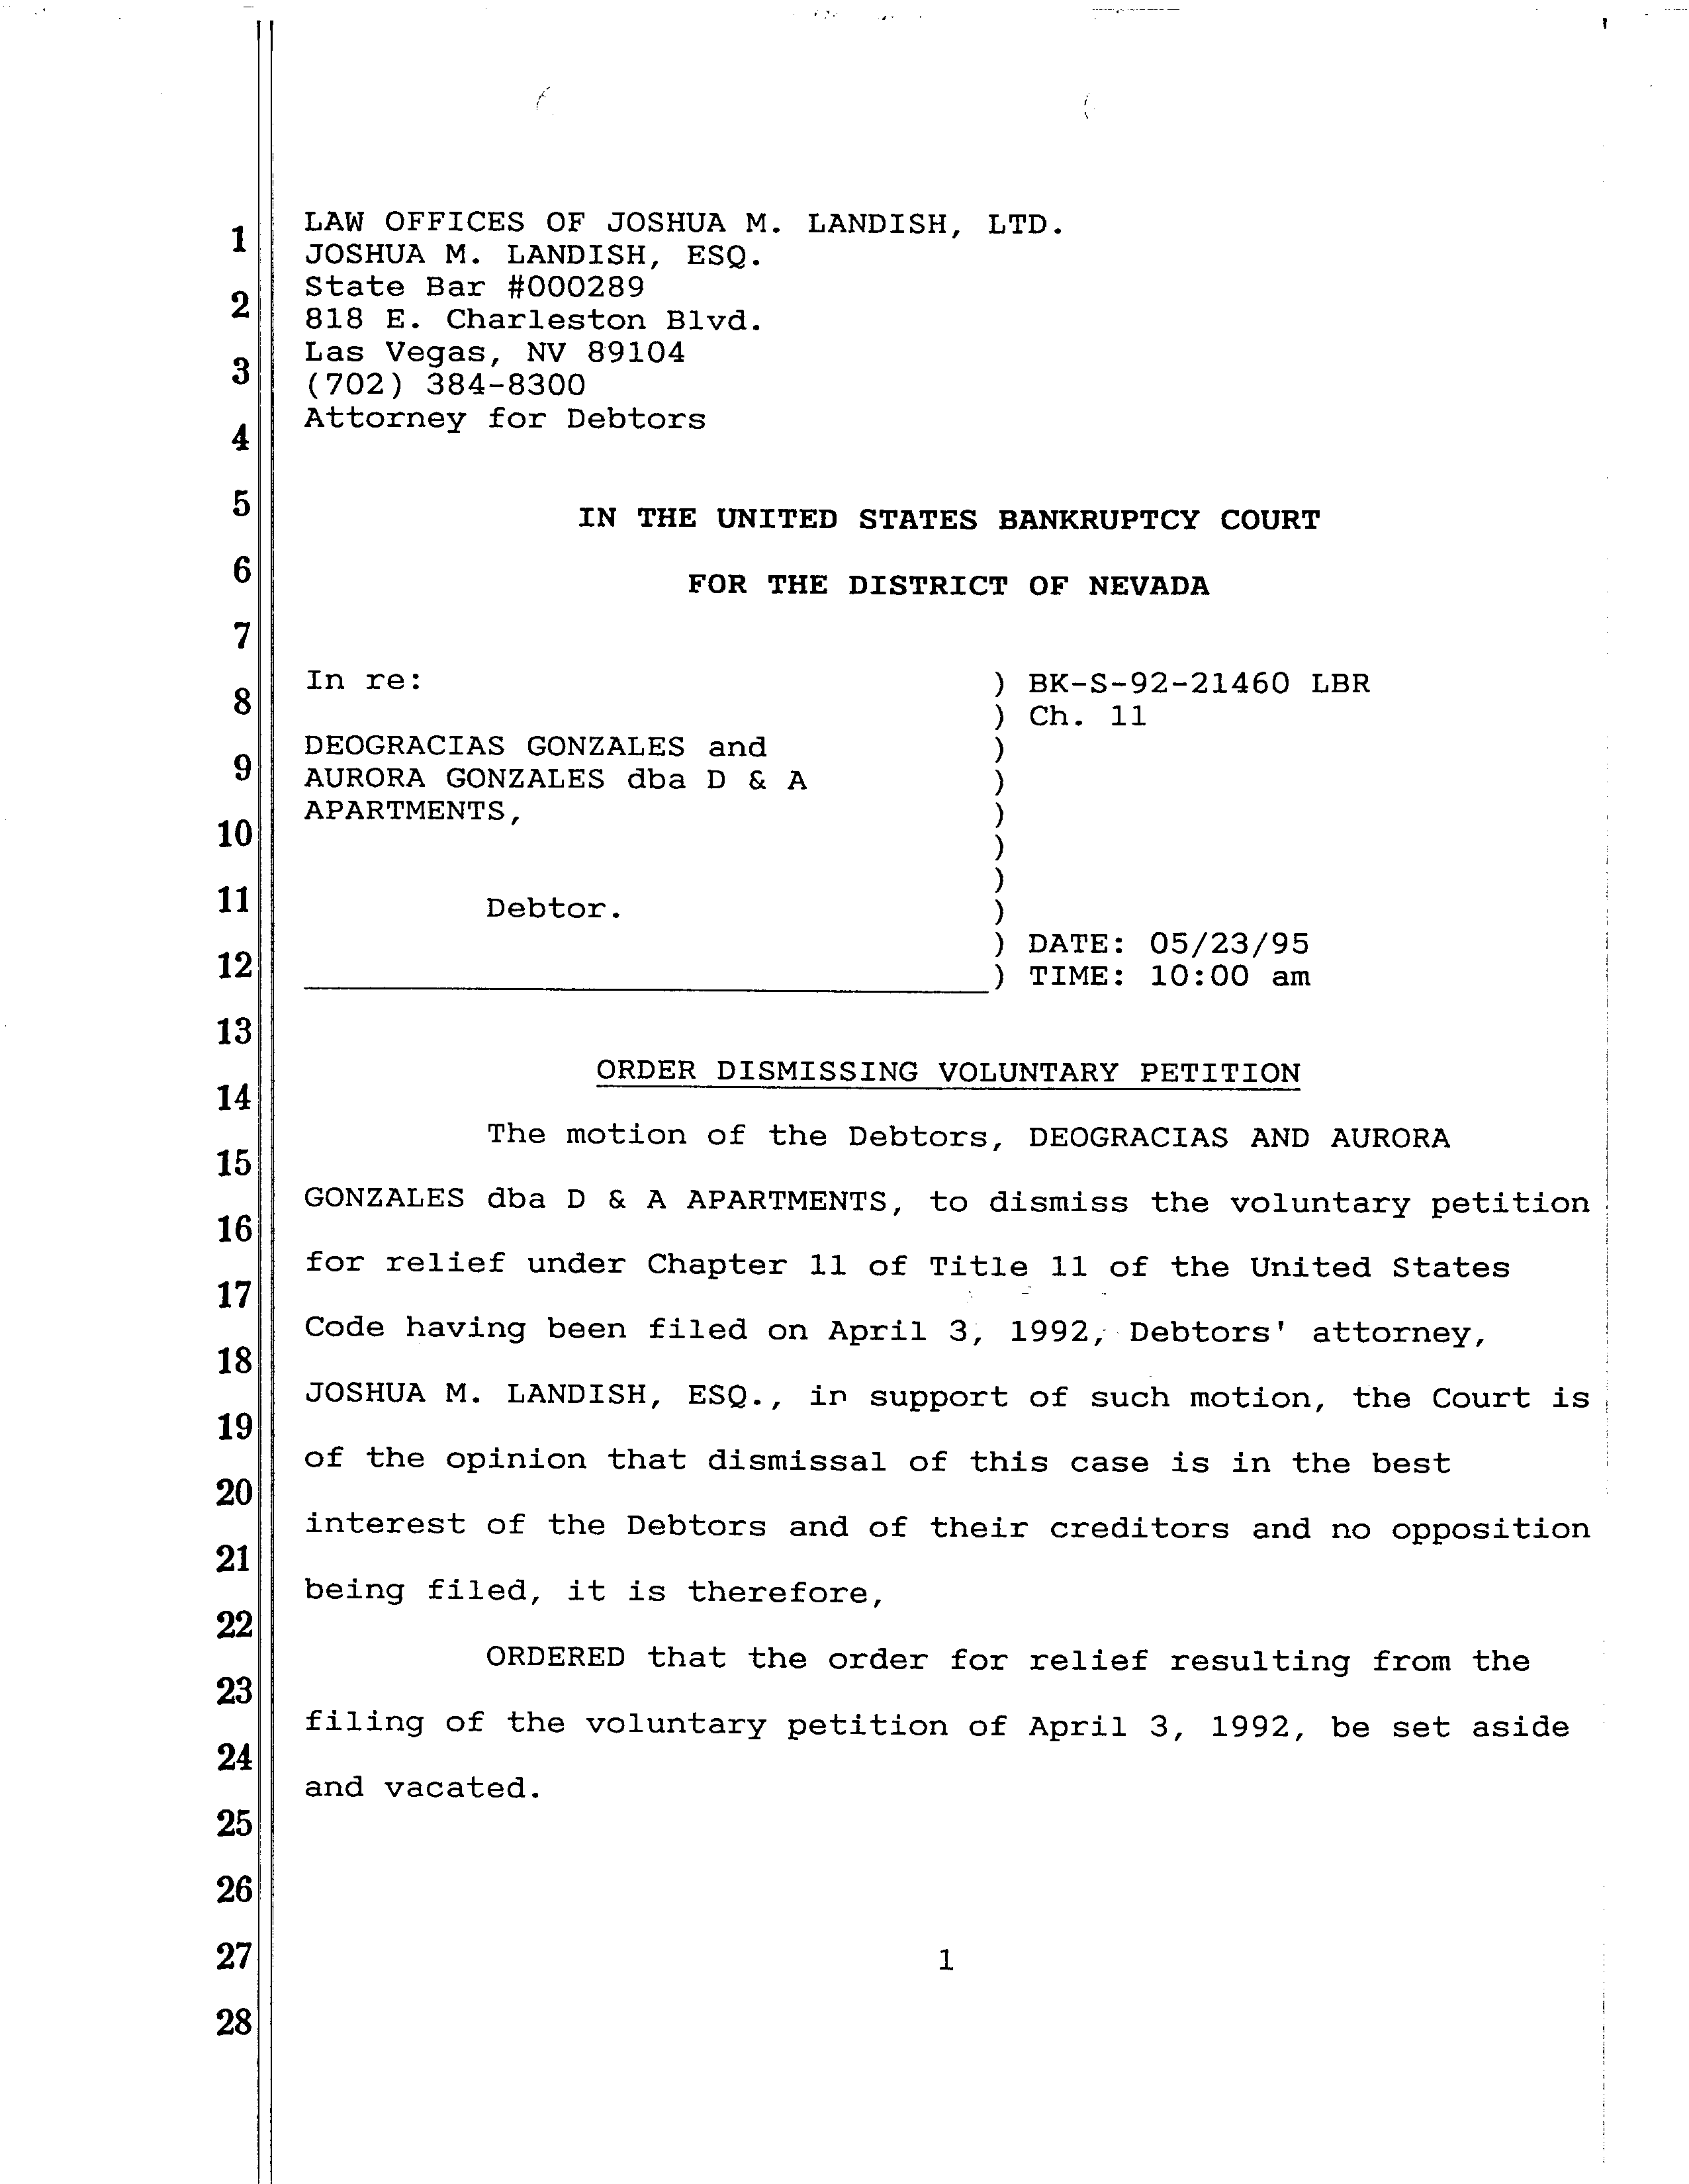 LAW OFFICES OF JOSHUA M. LANDISH, LTD.
1
JOSHUA M. LANDISH, ESQ.
State Bar #000289
2
818 E. Charleston Blvd.
Las Vegas, NV 89104
3
(702) 384-8300
Attorney for Debtors
4
5
IN THE UNITED STATES BANKRUPTCY COURT
6
FOR THE DISTRICT OF NEVADA
7
In re: ) BK-S-92-21460 LBR
8
) Ch. 11
DEOGRACIAS GONZALES and )
9
AURORA GONZALES dba D & A )
APARTMENTS, )
10
)
)
11
Debtor. )
) DATE: 05/23/95
12
) TIME: 10:00 am
13
ORDER DISMISSING VOLUNTARY PETITION
14
The motion of the Debtors, DEOGRACIAS AND AURORA
15
GONZALES dba D & A APARTMENTS, to dismiss the voluntary petition
16
for relief under Chapter 11 of Title 11 of the United States
17
Code having been filed on April 3, 1992, Debtors' attorney,
18
JOSHUA M. LANDISH, ESQ., in support of such motion, the Court is
19
of the opinion that dismissal of this case is in the best
20
interest of the Debtors and of their creditors and no opposition
21
being filed, it is therefore,
22
ORDERED that the order for relief resulting from the
23
filing of the voluntary petition of April 3, 1992, be set aside
24
and vacated.
25
26
27
1
28